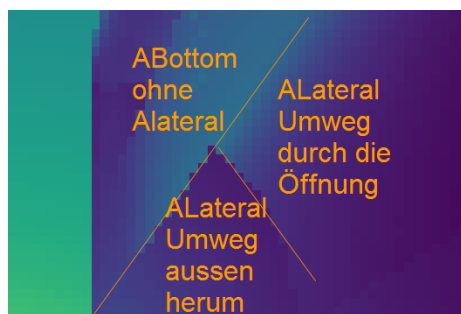 ABottom
ohne
Alateral
ALateral
Umweg
durch die
Öffnung
ALateral
Umweg
aussen
herum